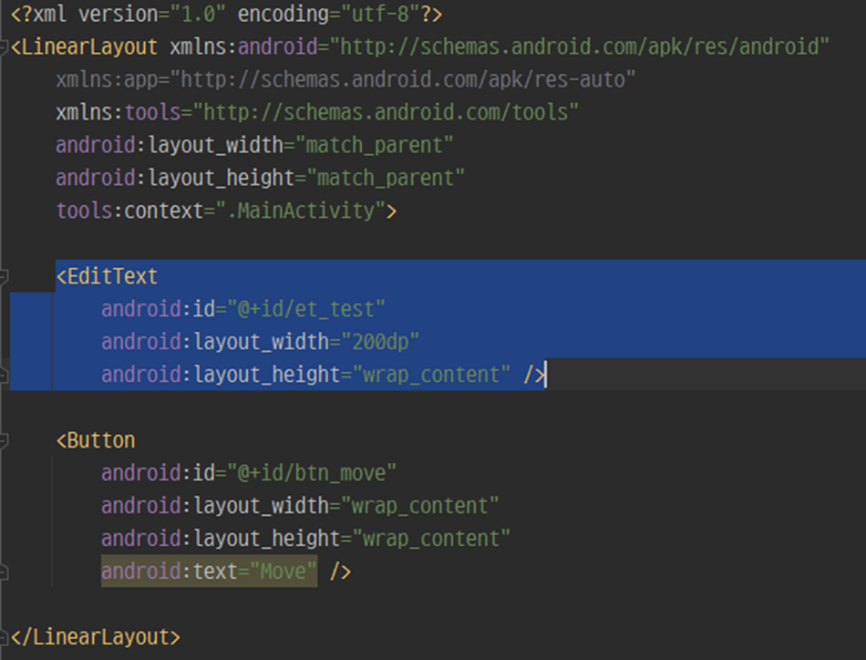 <?xml version="1.0" encoding="utf-8"?>
<LinearLayout xmlns:android="http://schemas.android.com/apk/res/android"
    xmlns:app="http://schemas.android.com/apk/res-auto"
    xmlns:tools="http://schemas.android.com/tools"
    android:layout_width="match_parent"
    android:layout_height="match_parent"
    tools:context=".MainActivity">

    <EditText
        android:id="@+id/et_test"
        android:layout_width="200dp"
        android:layout_height="wrap_content" />

    <Button
        android:id="@+id/btn_move"
        android:layout_width="wrap_content"
        android:layout_height="wrap_content"
        android:text="Move" />

</LinearLayout>